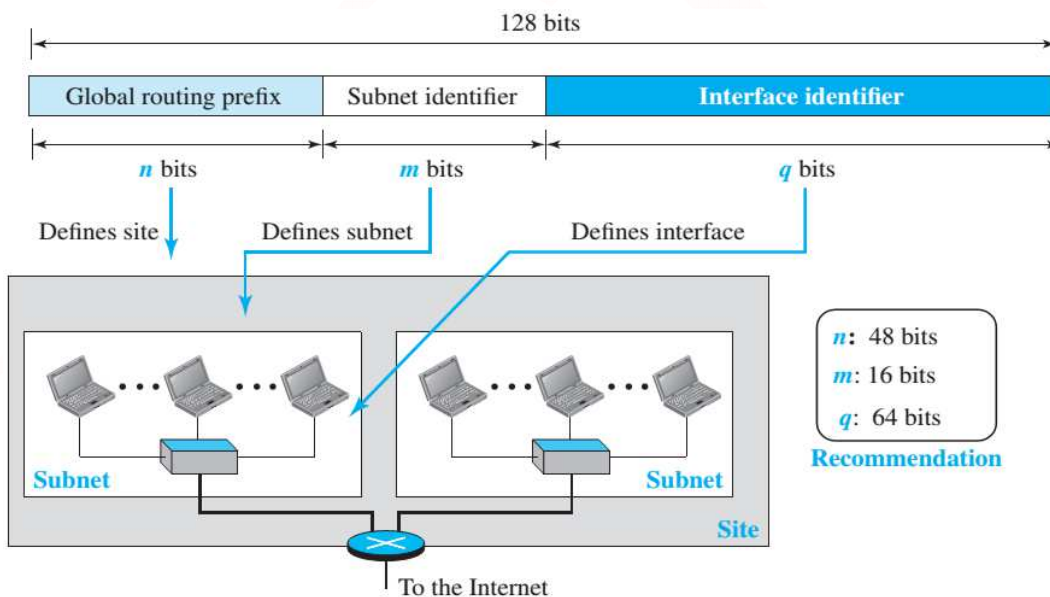 128 bits
Global routing prefix Subnet identifier Interface identifier
n bits m bits q bits
Defines site Defines subnet Defines interface
n: 48 bits
m: 16 bits
q: 64 bits
Recommendation
Subnet Subnet
Site
To the Internet